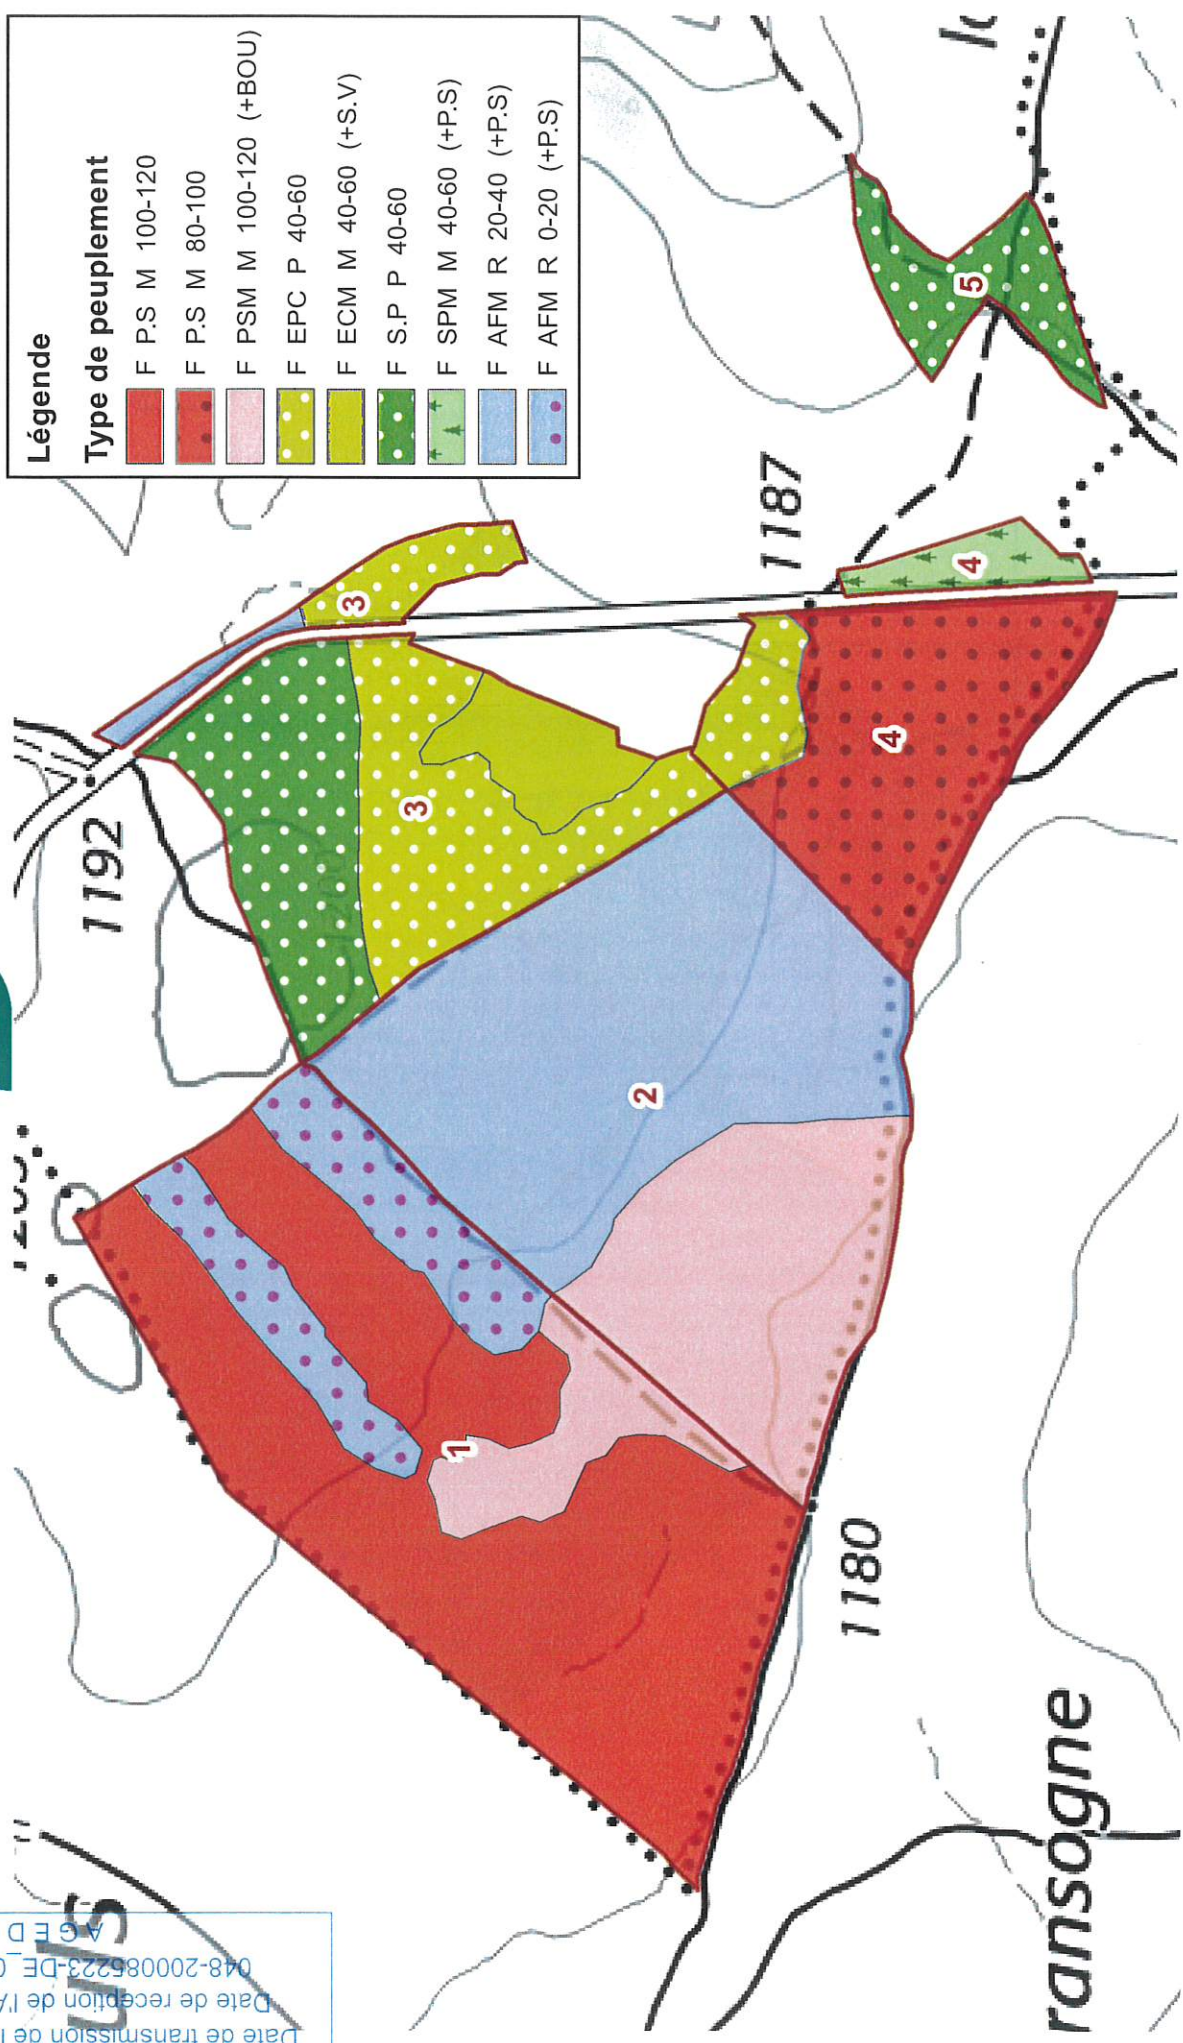 Légende
Type de peuplement
F P.S M 100-120
F P.S M 80-100
F PSM M 100-120 (+BOU)
F EPC P 40-60
F ECM M 40-60 (+S.V)
F S.P P 40-60
F SPM M 40-60 (+P.S)
F AFM R 20-40 (+P.S)
F AFM R 0-20 (+P.S)
1192
1187
1180
1
2
3
3
4
4
5
ransogne
Date de transmission de l
Date de reception de l'A
048-200085223-DE_
A G E D